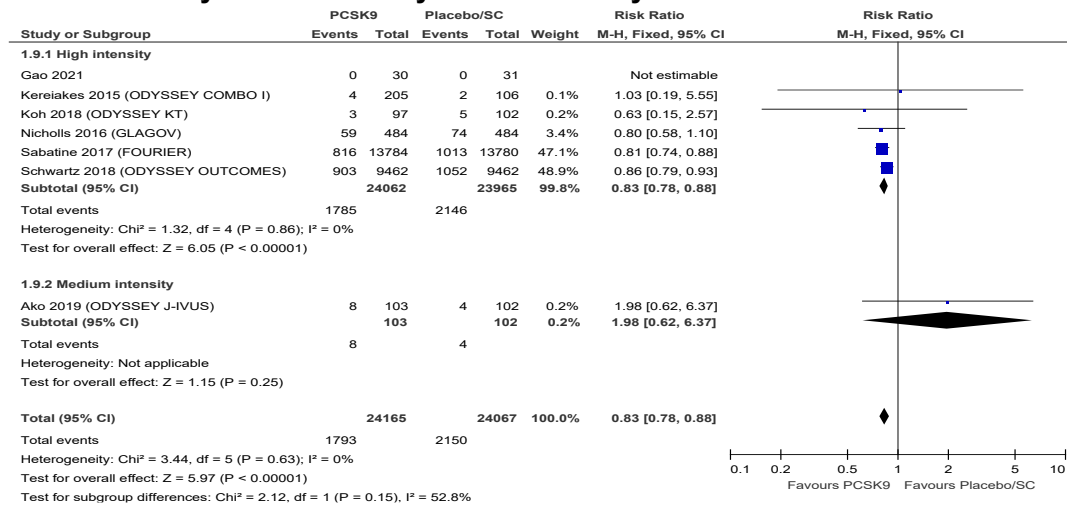 PCSK9 Placebo/SC Risk Ratio Risk Ratio
Study or Subgroup Events Total Events Total Weight M-H, Fixed, 95% CI M-H, Fixed, 95% CI
1.9.1 High intensity
Gao 2021 0 30 0 31 Not estimable
Kereiakes 2015 (ODYSSEY COMBO I) 4 205 2 106 0.1% 1.03 [0.19, 5.55]
Koh 2018 (ODYSSEY KT) 3 97 5 102 0.2% 0.63 [0.15, 2.57]
Nicholls 2016 (GLAGOV) 59 484 74 484 3.4% 0.80 [0.58, 1.10]
Sabatine 2017 (FOURIER) 816 13784 1013 13780 47.1% 0.81 [0.74, 0.88]
Schwartz 2018 (ODYSSEY OUTCOMES) 903 9462 1052 9462 48.9% 0.86 [0.79, 0.93]
Subtotal (95% CI) 24062 23965 99.8% 0.83 [0.78, 0.88]
Total events 1785 2146
Heterogeneity: Chi² = 1.32, df = 4 (P = 0.86); I² = 0%
Test for overall effect: Z = 6.05 (P < 0.00001)
1.9.2 Medium intensity
Ako 2019 (ODYSSEY J-IVUS) 8 103 4 102 0.2% 1.98 [0.62, 6.37]
Subtotal (95% CI) 103 102 0.2% 1.98 [0.62, 6.37]
Total events 8 4
Heterogeneity: Not applicable
Test for overall effect: Z = 1.15 (P = 0.25)
Total (95% CI) 24165 24067 100.0% 0.83 [0.78, 0.88]
Total events 1793 2150
Heterogeneity: Chi² = 3.44, df = 5 (P = 0.63); I² = 0%
Test for overall effect: Z = 5.97 (P < 0.00001)
Test for subgroup differences: Chi² = 2.12, df = 1 (P = 0.15), I² = 52.8%
0.1 0.2 0.5 1 2 5 10
Favours PCSK9 Favours Placebo/SC